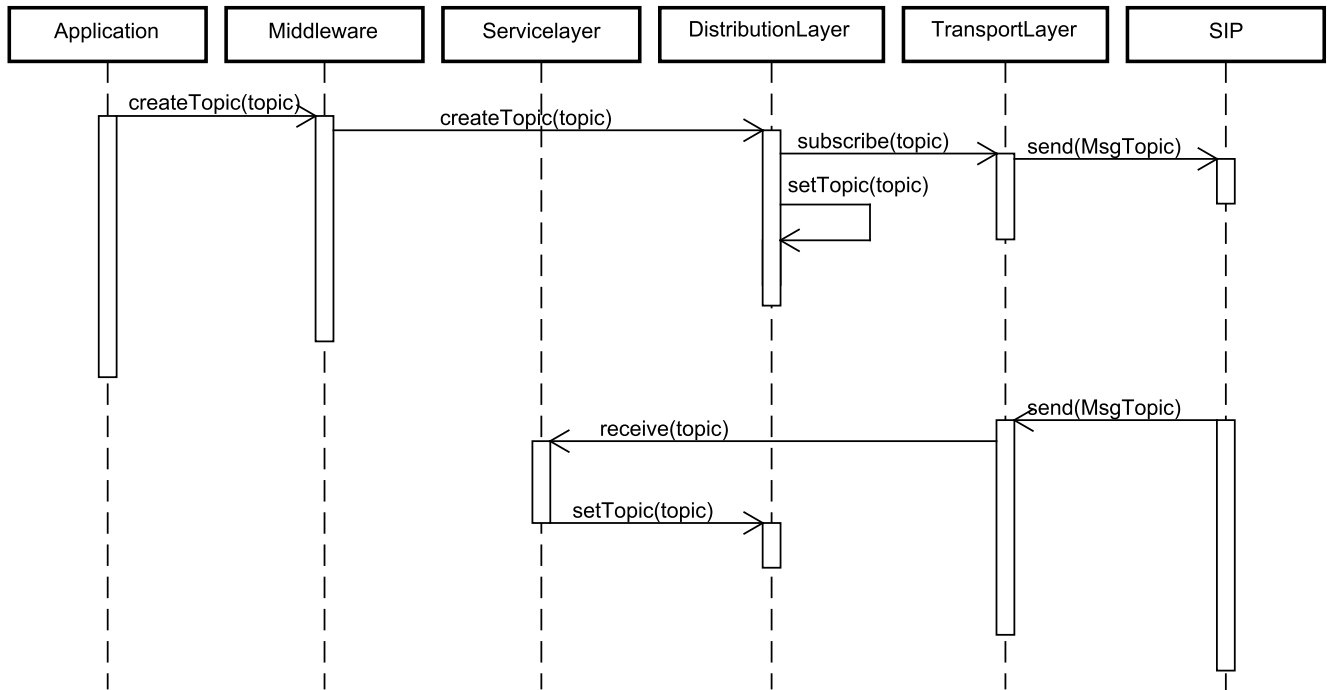 Application
Middleware
Servicelayer
DistributionLayer
TransportLayer
SIP
createTopic(topic)
createTopic(topic)
subscribe(topic)
send(MsgTopic)
setTopic(topic)
send(MsgTopic)
receive(topic)
setTopic(topic)